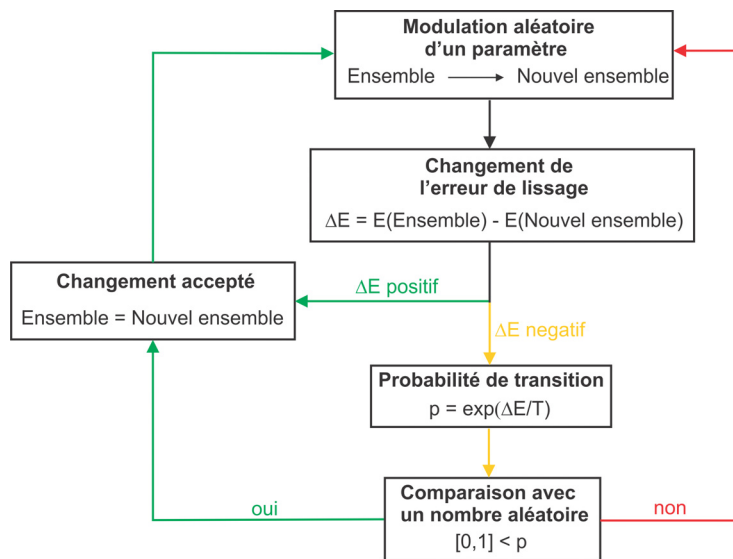 Modulation aléatoire
d'un paramètre
Ensemble Nouvel ensemble
Changement de
l'erreur de lissage
ΔE = E(Ensemble) - E(Nouvel ensemble)
Changement accepté
Ensemble = Nouvel ensemble
ΔE positif
ΔE negatif
Probabilité de transition
p = exp(ΔE/T)
Comparaison avec
un nombre aléatoire
[0,1] < p
oui
non